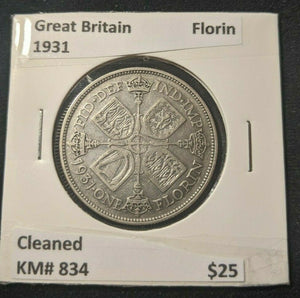 Great Britain Florin
1931
FID·DEF IND·IMP
1931·ONE FLORIN
Cleaned
KM# 834 $25